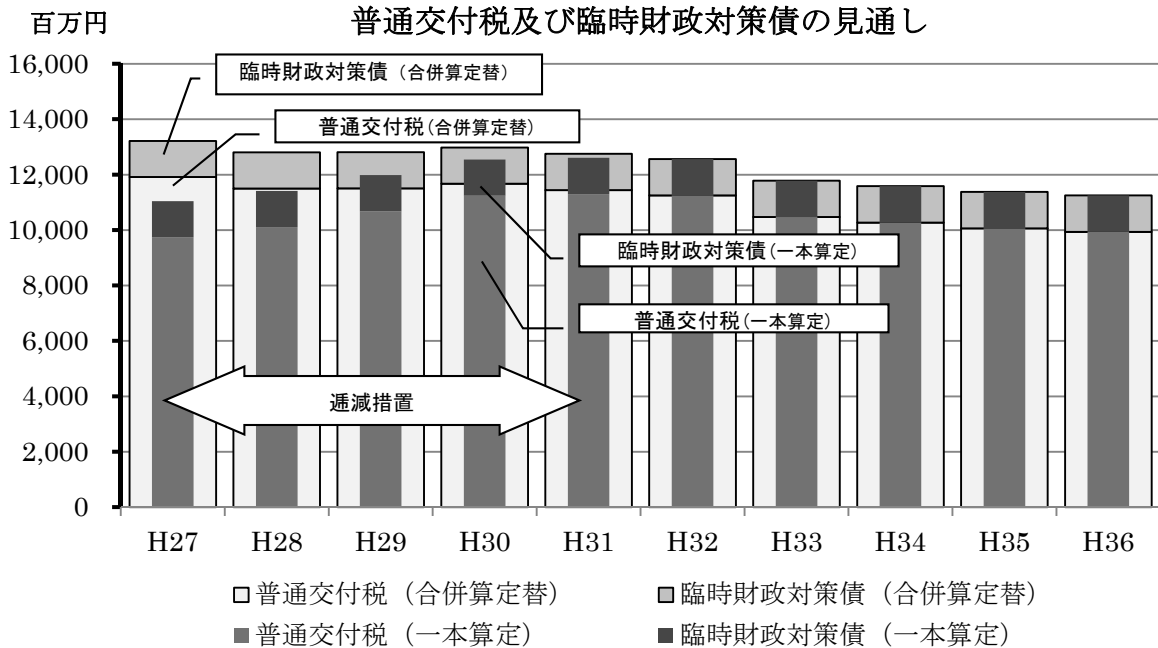 百万円
普通交付税及び臨時財政対策債の見通し
16,000
14,000
12,000
10,000
8,000
6,000
4,000
2,000
0
臨時財政対策債（合併算定替）
普通交付税（合併算定替）
臨時財政対策債（一本算定）
普通交付税（一本算定）
逓減措置
H27 H28 H29 H30 H31 H32 H33 H34 H35 H36
普通交付税（合併算定替） 臨時財政対策債（合併算定替）
普通交付税（一本算定） 臨時財政対策債（一本算定）